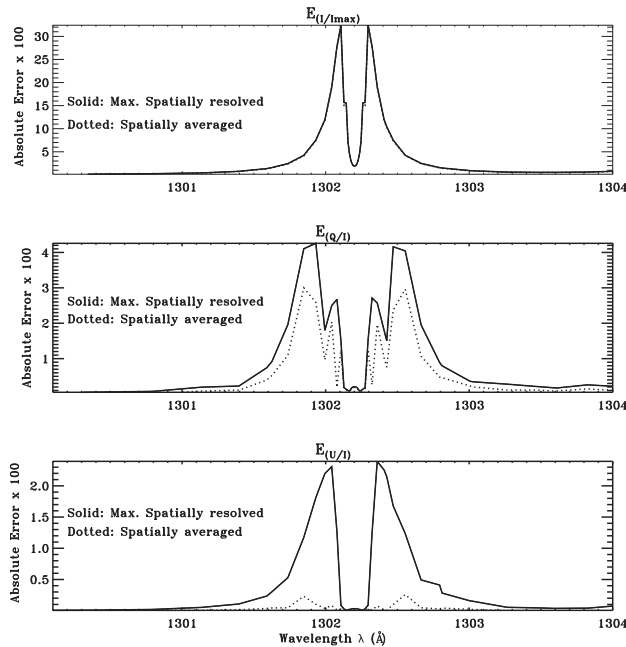 E(I/Imax)
30
25
20
15
10
5
Absolute Error x 100
Solid: Max. Spatially resolved
Dotted: Spatially averaged
1301 1302 1303 1304
E(Q/I)
4
3
2
1
Absolute Error x 100
Solid: Max. Spatially resolved
Dotted: Spatially averaged
1301 1302 1303 1304
E(U/I)
2.0
1.5
1.0
0.5
Absolute Error x 100
Solid: Max. Spatially resolved
Dotted: Spatially averaged
1301 1302 1303 1304
Wavelength λ (Å)